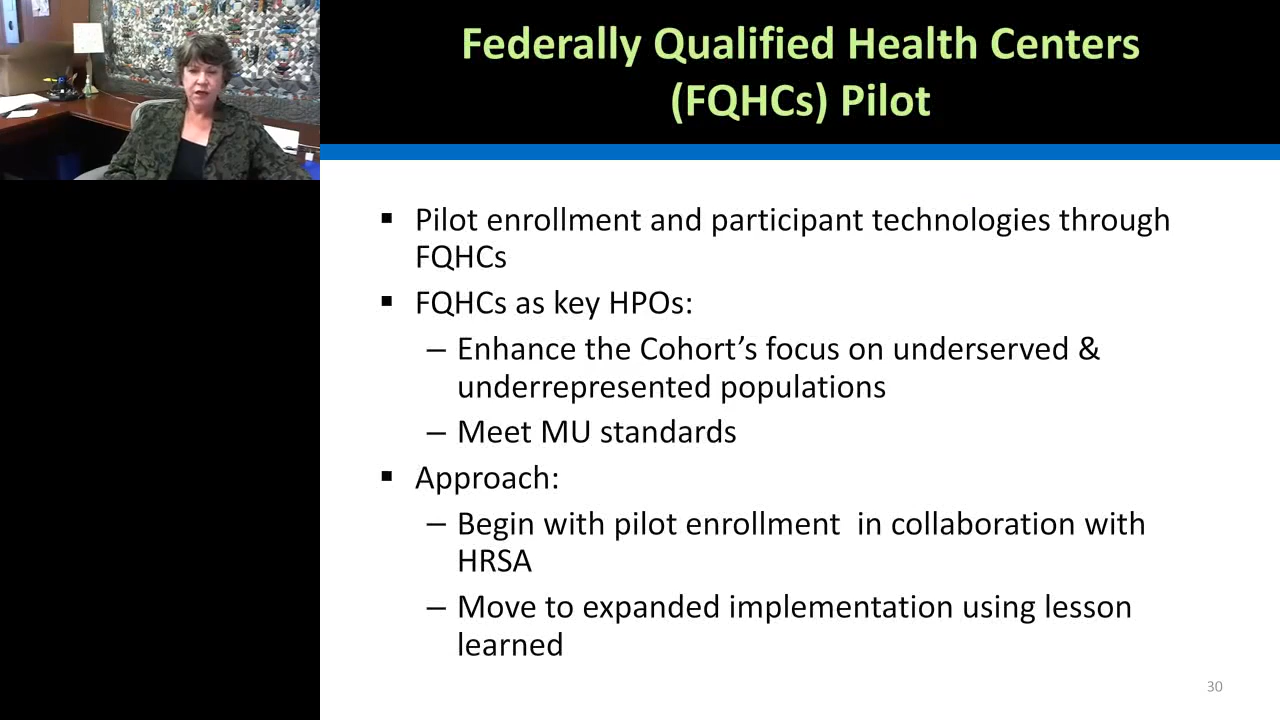 Federally Qualified Health Centers
(FQHCs) Pilot
▪ Pilot enrollment and participant technologies through
FQHCs
▪ FQHCs as key HPOs:
– Enhance the Cohort’s focus on underserved &
underrepresented populations
– Meet MU standards
▪ Approach:
– Begin with pilot enrollment  in collaboration with
HRSA
– Move to expanded implementation using lesson
learned
30